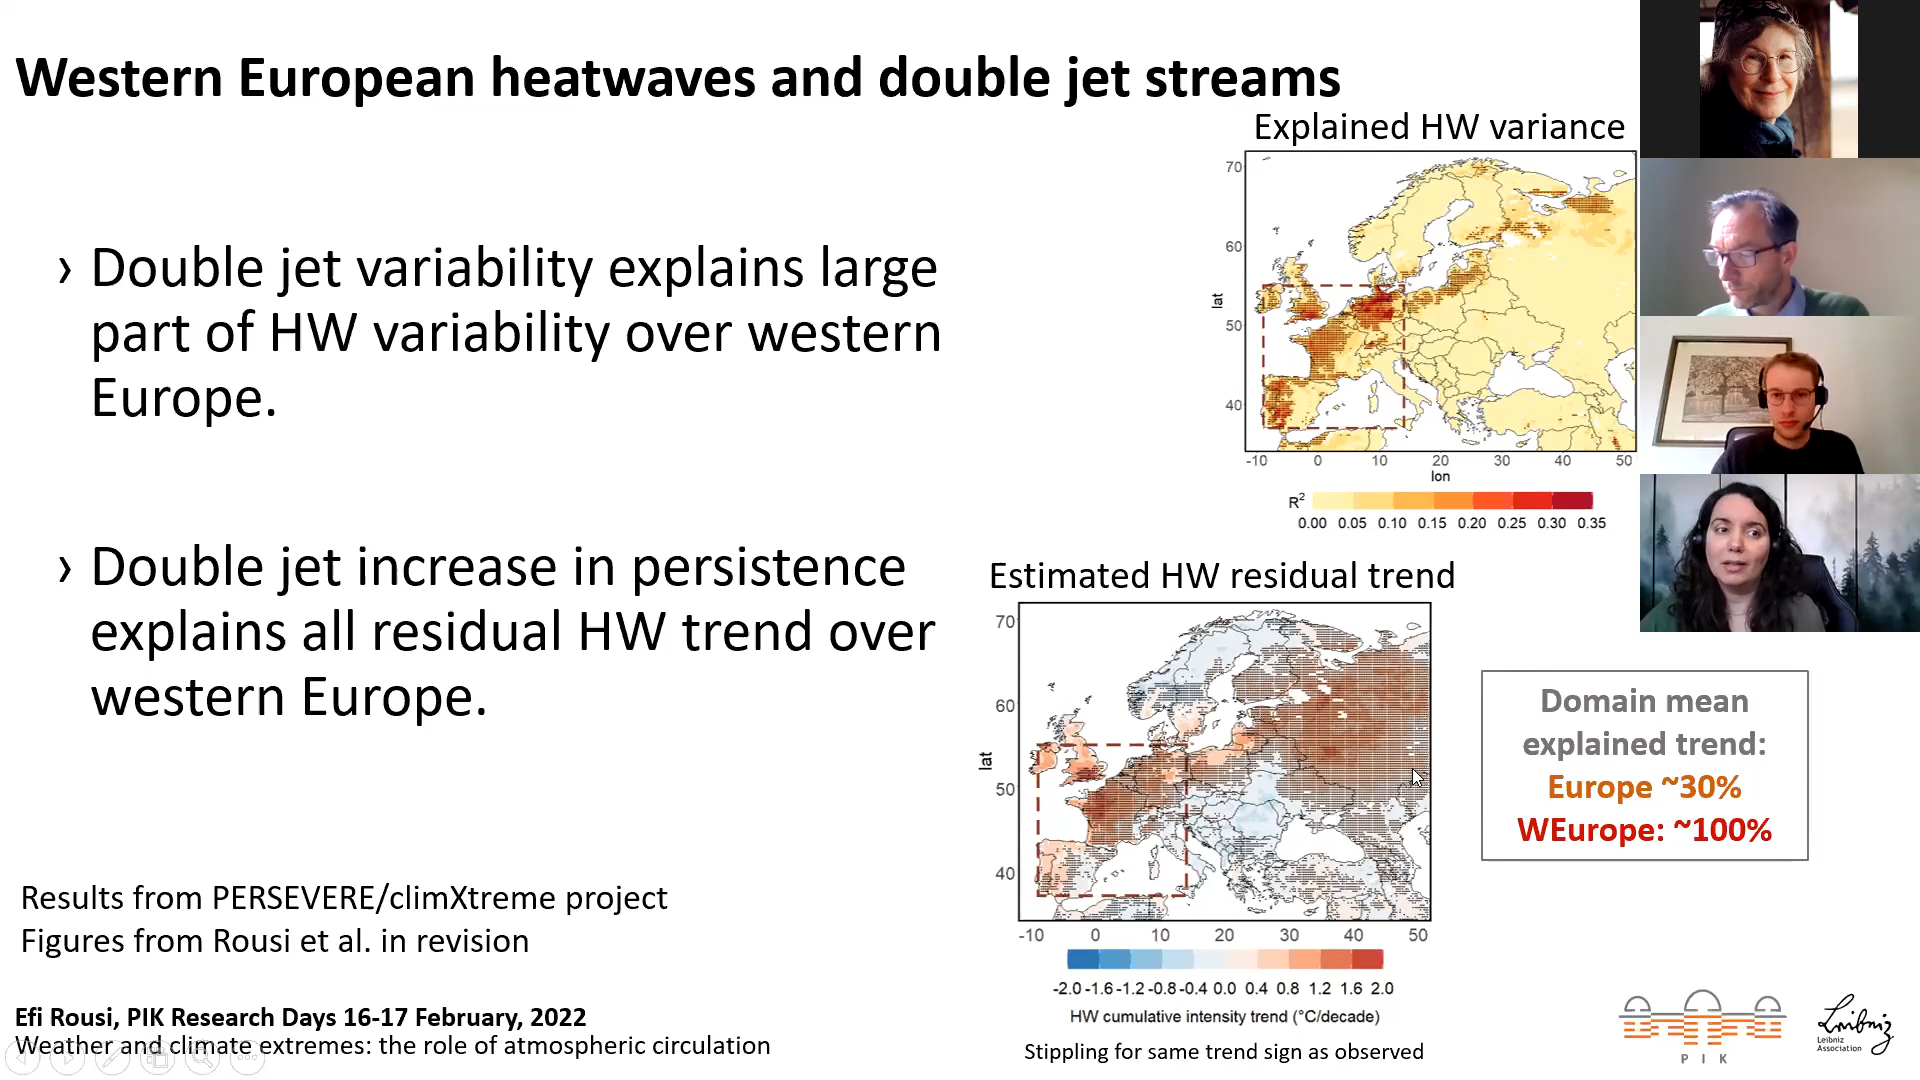 Western European heatwaves and double jet streams
› Double jet variability explains large
part of HW variability over western
Europe.
› Double jet increase in persistence
explains all residual HW trend over
western Europe.
Results from PERSEVERE/climXtreme project
Figures from Rousi et al. in revision
Efi Rousi, PIK Research Days 16-17 February, 2022
Weather and climate extremes: the role of atmospheric circulation
Explained HW variance
70
60
50
40
lat
-10 0 10 20 30 40 50
lon
R²
0.00 0.05 0.10 0.15 0.20 0.25 0.30 0.35
Estimated HW residual trend
70
60
50
40
lat
-10 0 10 20 30 40 50
-2.0 -1.6 -1.2 -0.8 -0.4 0.0 0.4 0.8 1.2 1.6 2.0
HW cumulative intensity trend (°C/decade)
Stippling for same trend sign as observed
Domain mean
explained trend:
Europe ~30%
WEurope: ~100%
P I K
Leibniz
Leibniz
Association